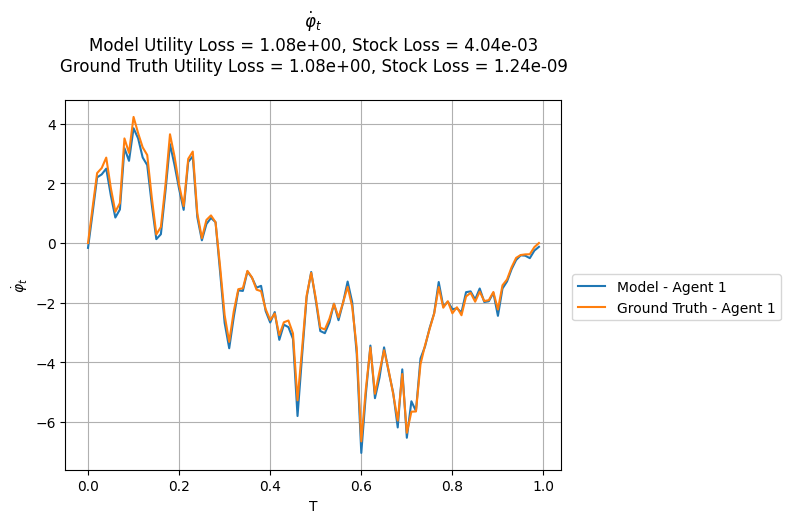 φ̇ₜ
Model Utility Loss = 1.08e+00, Stock Loss = 4.04e-03
Ground Truth Utility Loss = 1.08e+00, Stock Loss = 1.24e-09
4
2
0
−2
−4
−6
φ̇ₜ
0.0 0.2 0.4 0.6 0.8 1.0
T
Model - Agent 1
Ground Truth - Agent 1